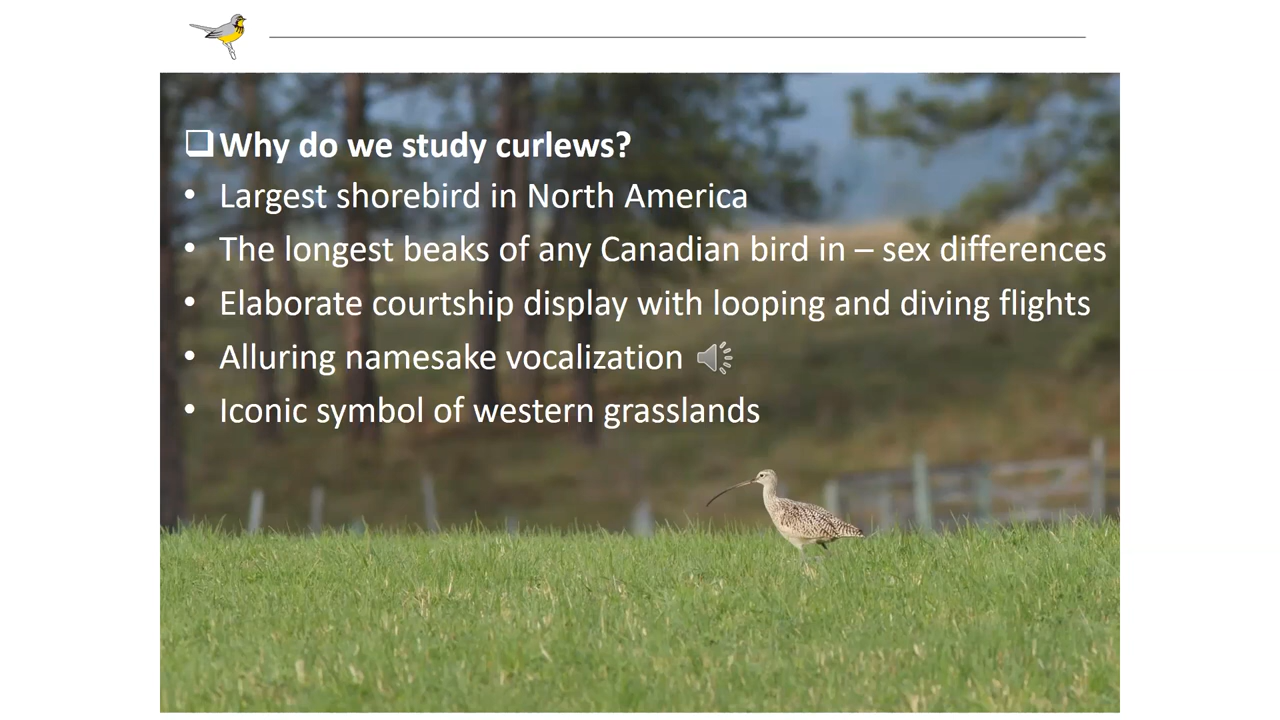 Why do we study curlews?
• Largest shorebird in North America
• The longest beaks of any Canadian bird in – sex differences
• Elaborate courtship display with looping and diving flights
• Alluring namesake vocalization
• Iconic symbol of western grasslands